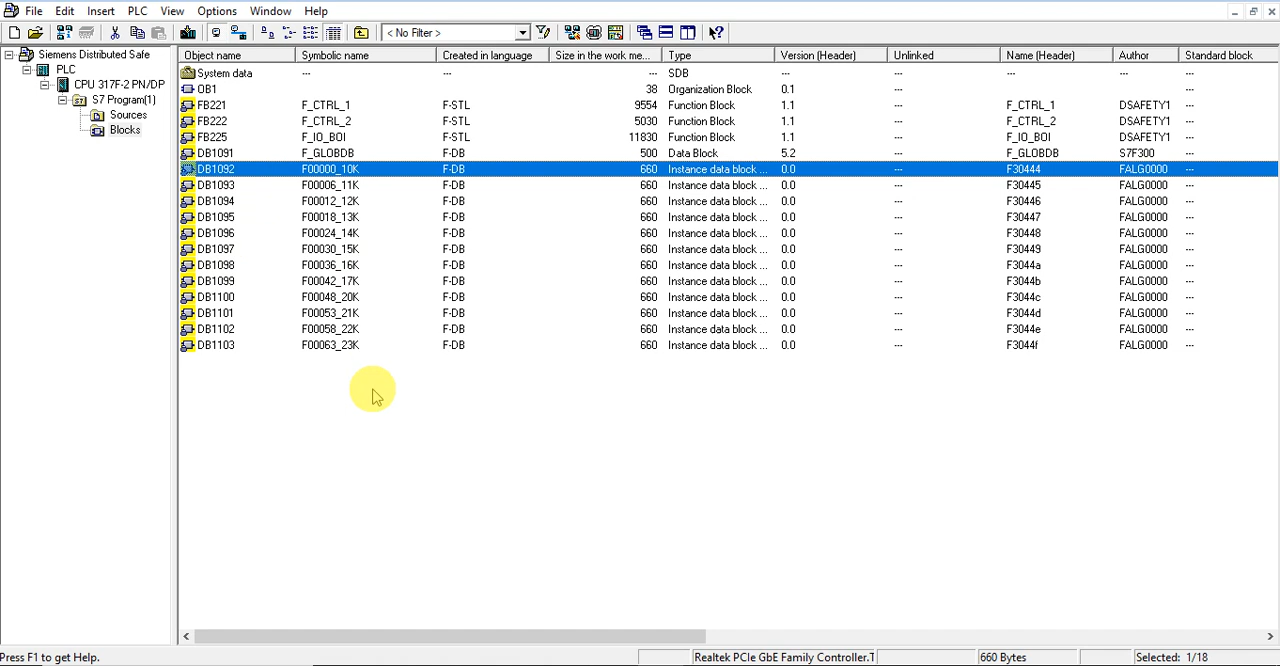 File Edit Insert PLC View Options Window Help
< No Filter >
Siemens Distributed Safe
PLC
CPU 317F-2 PN/DP
S7 Program(1)
Sources
Blocks
Object name Symbolic name Created in language Size in the work me... Type Version (Header) Unlinked Name (Header) Author Standard block
System data --- --- --- SDB --- --- --- --- ---
OB1 38 Organization Block 0.1
FB221 F_CTRL_1 F-STL 9554 Function Block 1.1 --- F_CTRL_1 DSAFETY1 ---
FB222 F_CTRL_2 F-STL 5030 Function Block 1.1 --- F_CTRL_2 DSAFETY1 ---
FB225 F_IO_BOI F-STL 11830 Function Block 1.1 --- F_IO_BOI DSAFETY1 ---
DB1091 F_GLOBDB F-DB 500 Data Block 5.2 --- F_GLOBDB S7F300 ---
DB1092 F00000_10K F-DB 660 Instance data block ... 0.0 --- F30444 FALG0000 ---
DB1093 F00006_11K F-DB 660 Instance data block ... 0.0 --- F30445 FALG0000 ---
DB1094 F00012_12K F-DB 660 Instance data block ... 0.0 --- F30446 FALG0000 ---
DB1095 F00018_13K F-DB 660 Instance data block ... 0.0 --- F30447 FALG0000 ---
DB1096 F00024_14K F-DB 660 Instance data block ... 0.0 --- F30448 FALG0000 ---
DB1097 F00030_15K F-DB 660 Instance data block ... 0.0 --- F30449 FALG0000 ---
DB1098 F00036_16K F-DB 660 Instance data block ... 0.0 --- F3044a FALG0000 ---
DB1099 F00042_17K F-DB 660 Instance data block ... 0.0 --- F3044b FALG0000 ---
DB1100 F00048_20K F-DB 660 Instance data block ... 0.0 --- F3044c FALG0000 ---
DB1101 F00053_21K F-DB 660 Instance data block ... 0.0 --- F3044d FALG0000 ---
DB1102 F00058_22K F-DB 660 Instance data block ... 0.0 --- F3044e FALG0000 ---
DB1103 F00063_23K F-DB 660 Instance data block ... 0.0 --- F3044f FALG0000 ---
Press F1 to get Help. Realtek PCIe GbE Family Controller.T 660 Bytes Selected: 1/18